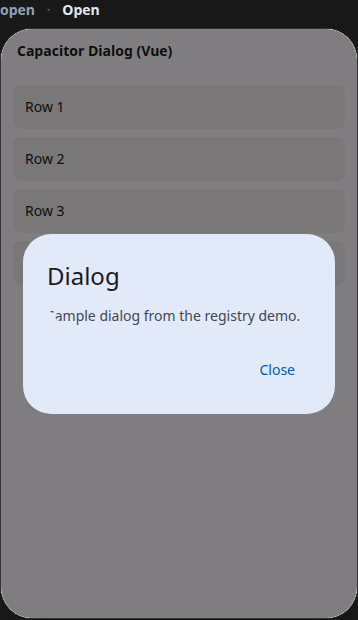 open · Open
Capacitor Dialog (Vue)
Row 1
Row 2
Row 3
Dialog
ample dialog from the registry demo.
Close